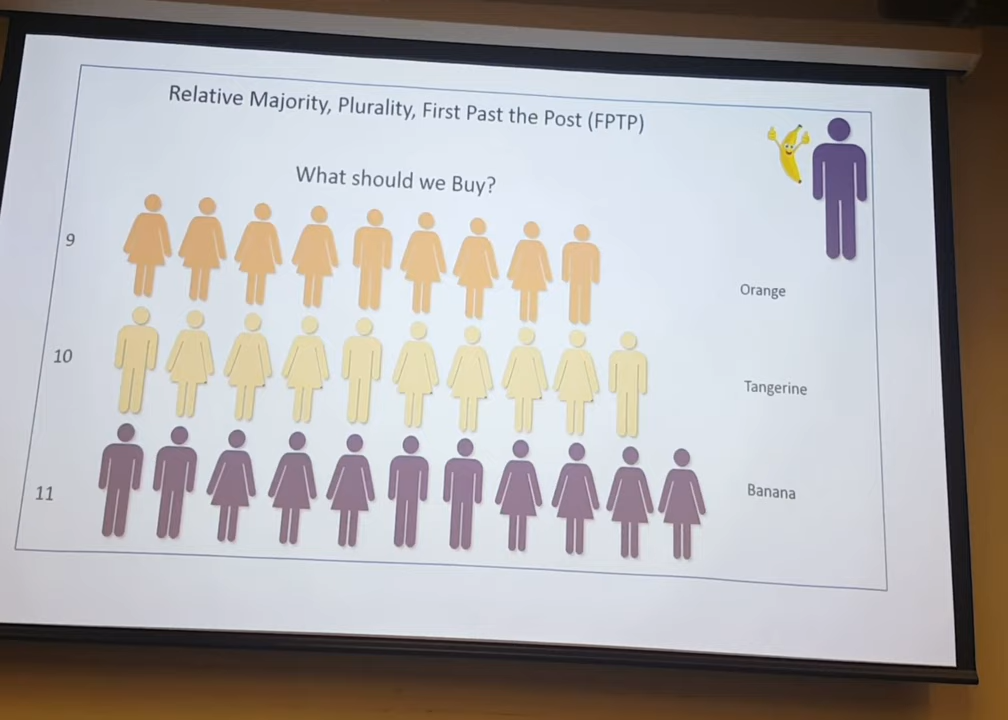 Relative Majority, Plurality, First Past the Post (FPTP)
What should we Buy?
9
Orange
10
Tangerine
11
Banana